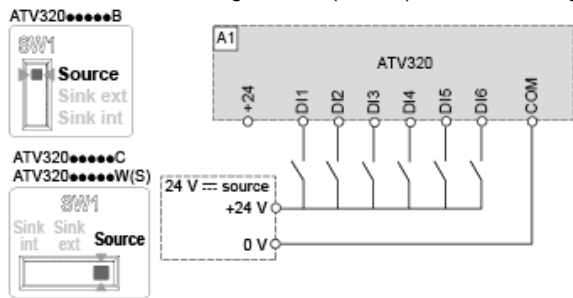 ATV320●●●●●B
SW1
Source
Sink ext
Sink int
ATV320●●●●●C
ATV320●●●●●W(S)
SW1
Sink int
Sink ext
Source
A1
ATV320
+24
DI1
DI2
DI3
DI4
DI5
DI6
COM
24 V ⎓ source
+24 V
0 V